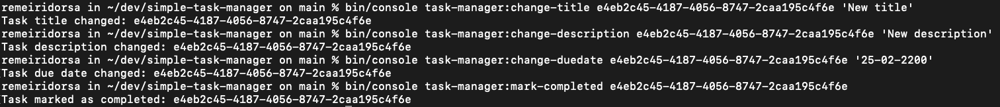 remeiridorsa in ~/dev/simple-task-manager on main % bin/console task-manager:change-title e4eb2c45-4187-4056-8747-2caa195c4f6e 'New title'
Task title changed: e4eb2c45-4187-4056-8747-2caa195c4f6e
remeiridorsa in ~/dev/simple-task-manager on main % bin/console task-manager:change-description e4eb2c45-4187-4056-8747-2caa195c4f6e 'New description'
Task description changed: e4eb2c45-4187-4056-8747-2caa195c4f6e
remeiridorsa in ~/dev/simple-task-manager on main % bin/console task-manager:change-duedate e4eb2c45-4187-4056-8747-2caa195c4f6e '25-02-2200'
Task due date changed: e4eb2c45-4187-4056-8747-2caa195c4f6e
remeiridorsa in ~/dev/simple-task-manager on main % bin/console task-manager:mark-completed e4eb2c45-4187-4056-8747-2caa195c4f6e
Task marked as completed: e4eb2c45-4187-4056-8747-2caa195c4f6e